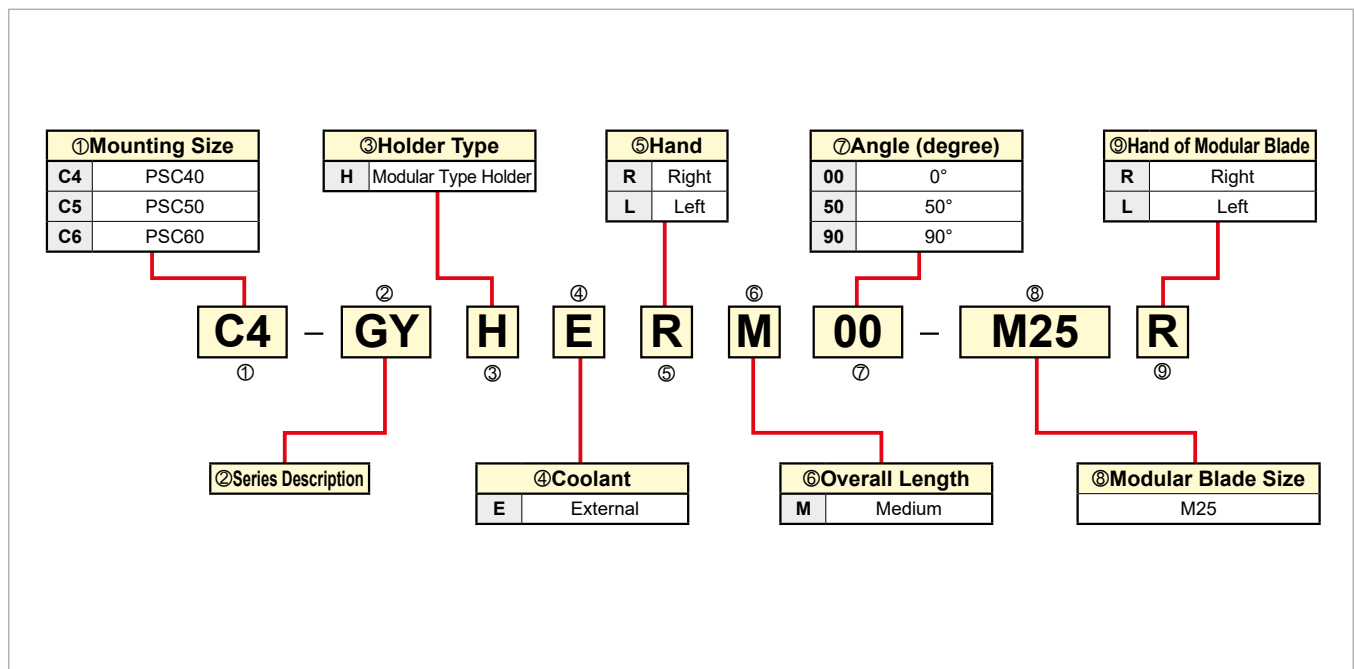 ①Mounting Size
C4 PSC40
C5 PSC50
C6 PSC60
③Holder Type
H Modular Type Holder
⑤Hand
R Right
L Left
⑦Angle (degree)
00 0°
50 50°
90 90°
⑨Hand of Modular Blade
R Right
L Left
② ④ ⑥ ⑧
C4 – GY H E R M 00 – M25 R
① ③ ⑤ ⑦ ⑨
②Series Description
④Coolant
E External
⑥Overall Length
M Medium
⑧Modular Blade Size
M25